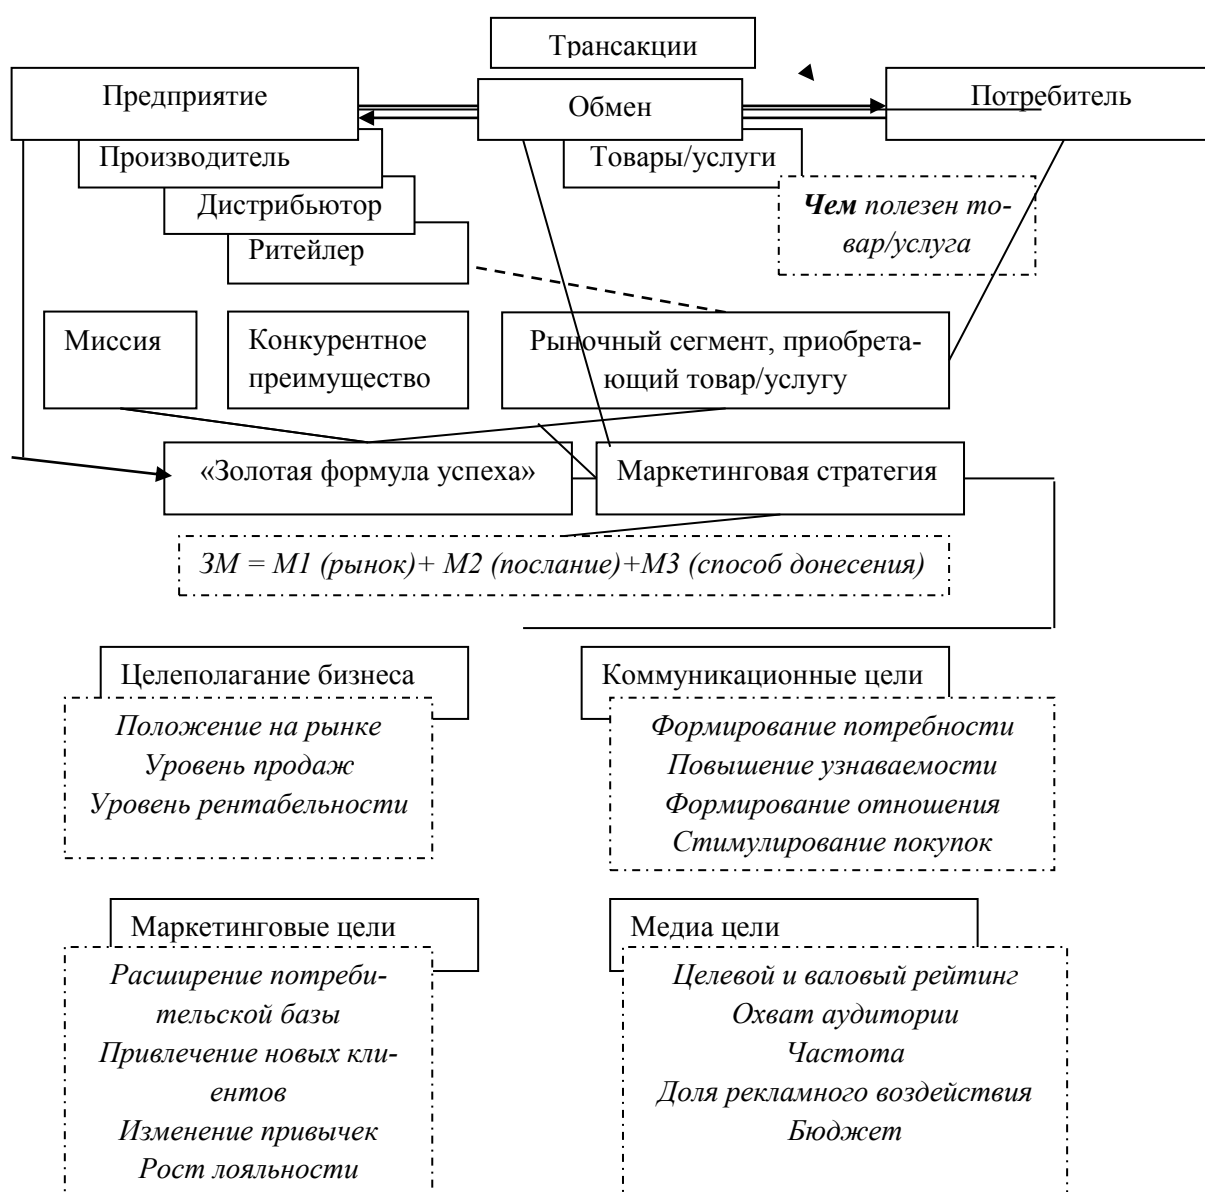 Трансакции
Предприятие
Обмен
Потребитель
Производитель
Товары/услуги
Дистрибьютор
Чем полезен то-
вар/услуга
Ритейлер
Миссия
Конкурентное
преимущество
Рыночный сегмент, приобрета-
ющий товар/услугу
«Золотая формула успеха»
Маркетинговая стратегия
3М = М1 (рынок)+ М2 (послание)+М3 (способ донесения)
Целеполагание бизнеса
Положение на рынке
Уровень продаж
Уровень рентабельности
Коммуникационные цели
Формирование потребности
Повышение узнаваемости
Формирование отношения
Стимулирование покупок
Маркетинговые цели
Расширение потреби-
тельской базы
Привлечение новых кли-
ентов
Изменение привычек
Рост лояльности
Медиа цели
Целевой и валовый рейтинг
Охват аудитории
Частота
Доля рекламного воздействия
Бюджет